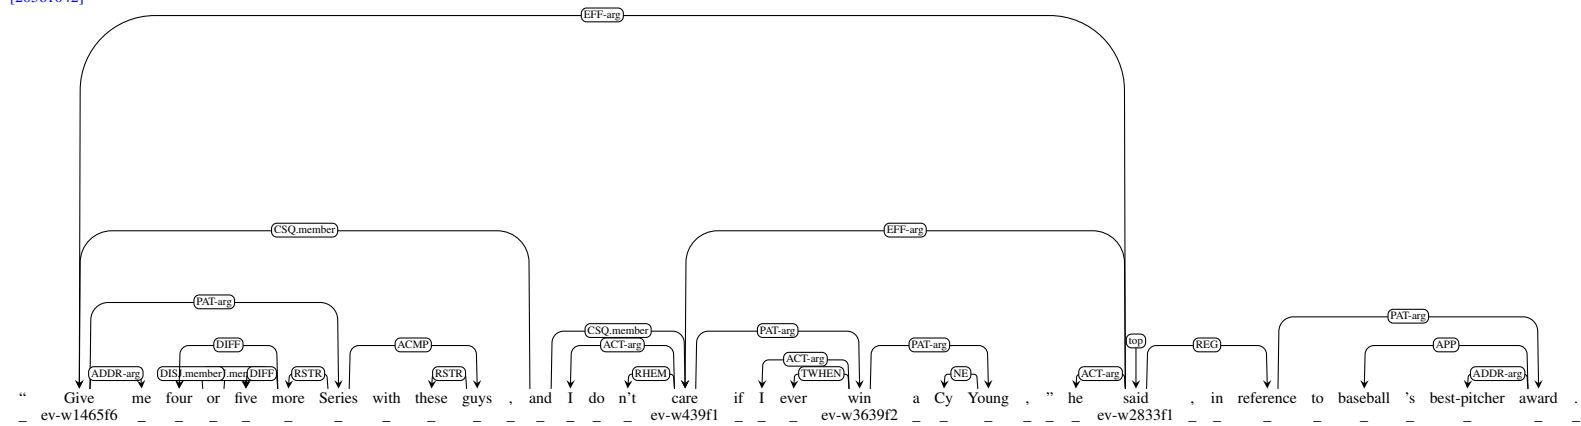 EFF-arg
CSQ.member EFF-arg
PAT-arg PAT-arg
CSQ.member PAT-arg top
DIFF ACMP ACT-arg PAT-arg REG APP
ACT-arg
ADDR-arg DIFF RSTR RSTR RHEM TWHEN NE ACT-arg ADDR-arg
“ Give me four or five more Series with these guys , and I do n't care if I ever win a Cy Young , ” he said , in reference to baseball 's best-pitcher award .
_ ev-w1465f6 _ _ _ _ _ _ _ _ _ _ _ _ _ _ ev-w439f1 _ _ _ ev-w3639f2 _ _ _ _ _ _ ev-w2833f1 _ _ _ _ _ _ _ _ _